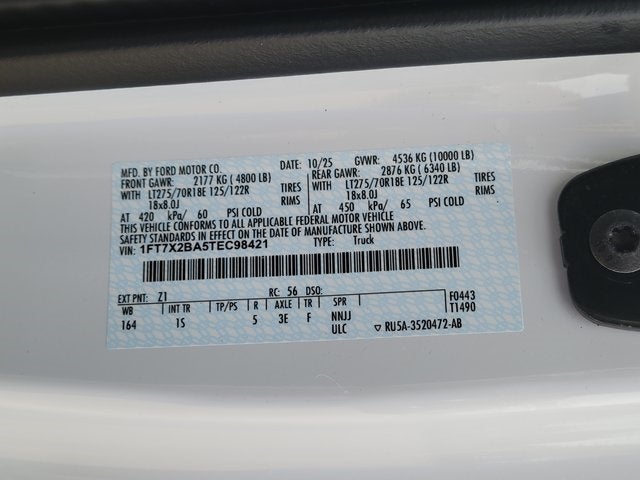 MFD. BY FORD MOTOR CO. DATE: 10/25 GVWR: 4536 KG (10000 LB)
FRONT GAWR: 2177 KG ( 4800 LB) REAR GAWR: 2876 KG ( 6340 LB)
WITH LT275/70R18E 125/122R TIRES WITH LT275/70R18E 125/122R TIRES
18x8.0J RIMS 18x8.0J RIMS
AT 420 kPa/ 60 PSI COLD AT 450 kPa/ 65 PSI COLD
THIS VEHICLE CONFORMS TO ALL APPLICABLE FEDERAL MOTOR VEHICLE
SAFETY STANDARDS IN EFFECT ON THE DATE OF MANUFACTURE SHOWN ABOVE.
VIN: 1FT7X2BA5TEC98421 TYPE: Truck
EXT PNT: Z1 RC: 56 DSO: F0443
WB INT TR TP/PS R AXLE TR SPR T1490
164 1S 5 3E F NNJJ
ULC ▽ RU5A-3520472-AB